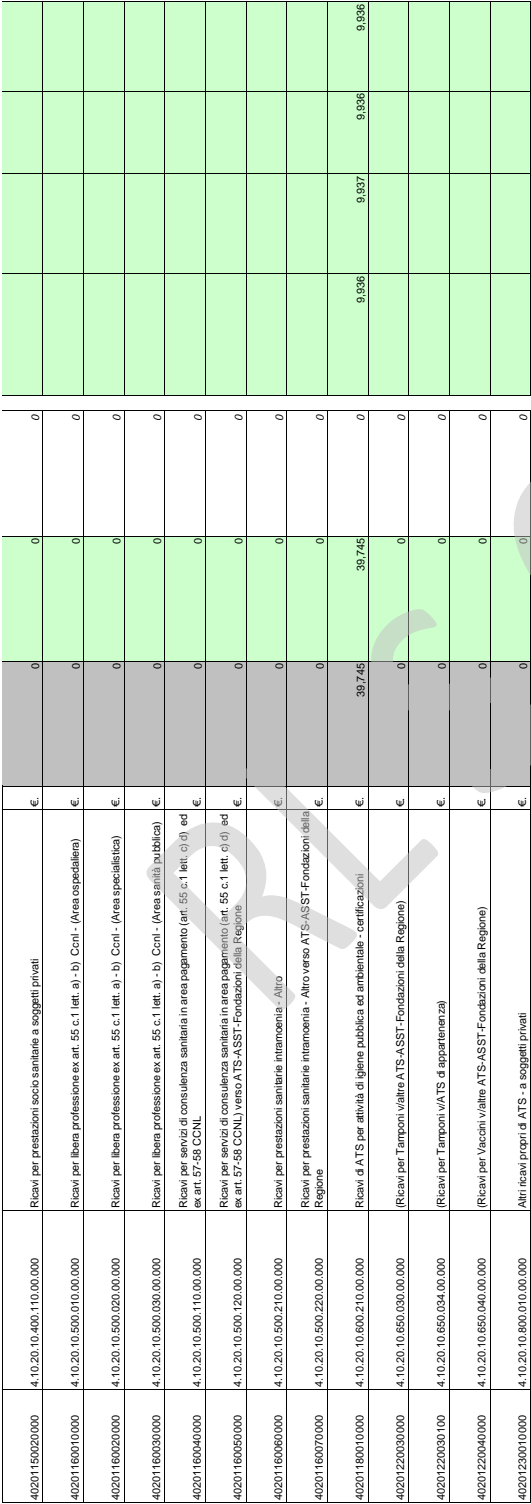 402011500200000 4.10.20.10.400.110.00.000 Ricavi per prestazioni socio sanitarie a soggetti privati €. 0 0 0
402011600100000 4.10.20.10.500.010.00.000 Ricavi per libera professione ex art. 55 c.1 lett. a) - b) Ccnl - (Area ospedaliera) €. 0 0 0
402011600200000 4.10.20.10.500.020.00.000 Ricavi per libera professione ex art. 55 c.1 lett. a) - b) Ccnl - (Area specialistica) €. 0 0 0
402011600300000 4.10.20.10.500.030.00.000 Ricavi per libera professione ex art. 55 c.1 lett. a) - b) Ccnl - (Area sanità pubblica) €. 0 0 0
402011600400000 4.10.20.10.500.110.00.000 Ricavi per servizi di consulenza sanitaria in area pagamento (art. 55 c.1 lett. c) d) ed €. 0 0 0
ex art. 57-58 CCNL
402011600500000 4.10.20.10.500.120.00.000 Ricavi per servizi di consulenza sanitaria in area pagamento (art. 55 c.1 lett. c) d) ed €. 0 0 0
ex art. 57-58 CCNL) verso ATS-ASST-Fondazioni della Regione
402011600600000 4.10.20.10.500.210.00.000 Ricavi per prestazioni sanitarie intramoenia - Altro €. 0 0 0
402011600700000 4.10.20.10.500.220.00.000 Ricavi per prestazioni sanitarie intramoenia - Altro verso ATS-ASST-Fondazioni della €. 0 0 0
Regione
402011800100000 4.10.20.10.600.210.00.000 Ricavi di ATS per attività di igiene pubblica ed ambientale - certificazioni €. 39,745 39,745 0 9,936 9,937 9,936 9,936
402012200300000 4.10.20.10.650.030.00.000 (Ricavi per Tamponi v/altre ATS-ASST-Fondazioni della Regione) €. 0 0 0
402012200301000 4.10.20.10.650.034.00.000 (Ricavi per Tamponi v/ATS di appartenenza) €. 0 0 0
402012200400000 4.10.20.10.650.040.00.000 (Ricavi per Vaccini v/altre ATS-ASST-Fondazioni della Regione) €. 0 0 0
402012300100000 4.10.20.10.800.010.00.000 Altri ricavi propri di ATS - a soggetti privati €. 0 0 0